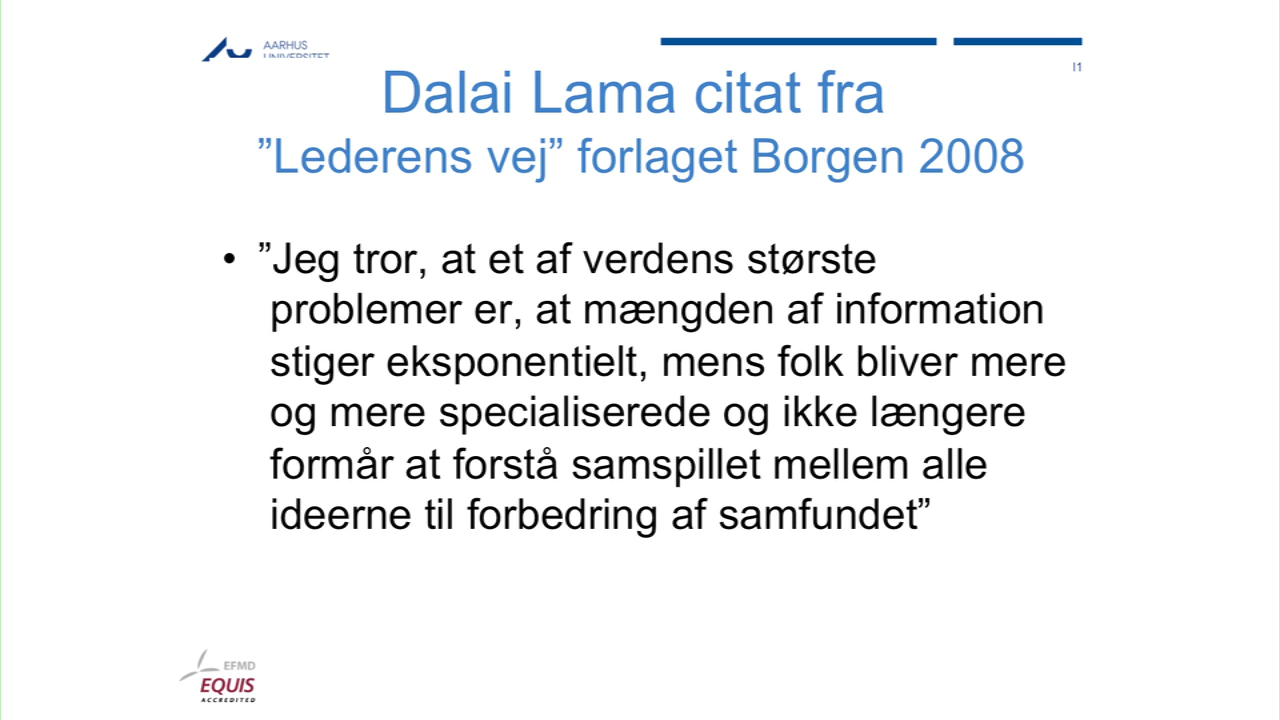 AARHUS
UNIVERSITET
I1
Dalai Lama citat fra
”Lederens vej” forlaget Borgen 2008
• ”Jeg tror, at et af verdens største
problemer er, at mængden af information
stiger eksponentielt, mens folk bliver mere
og mere specialiserede og ikke længere
formår at forstå samspillet mellem alle
ideerne til forbedring af samfundet”
EFMD
EQUIS
ACCREDITED